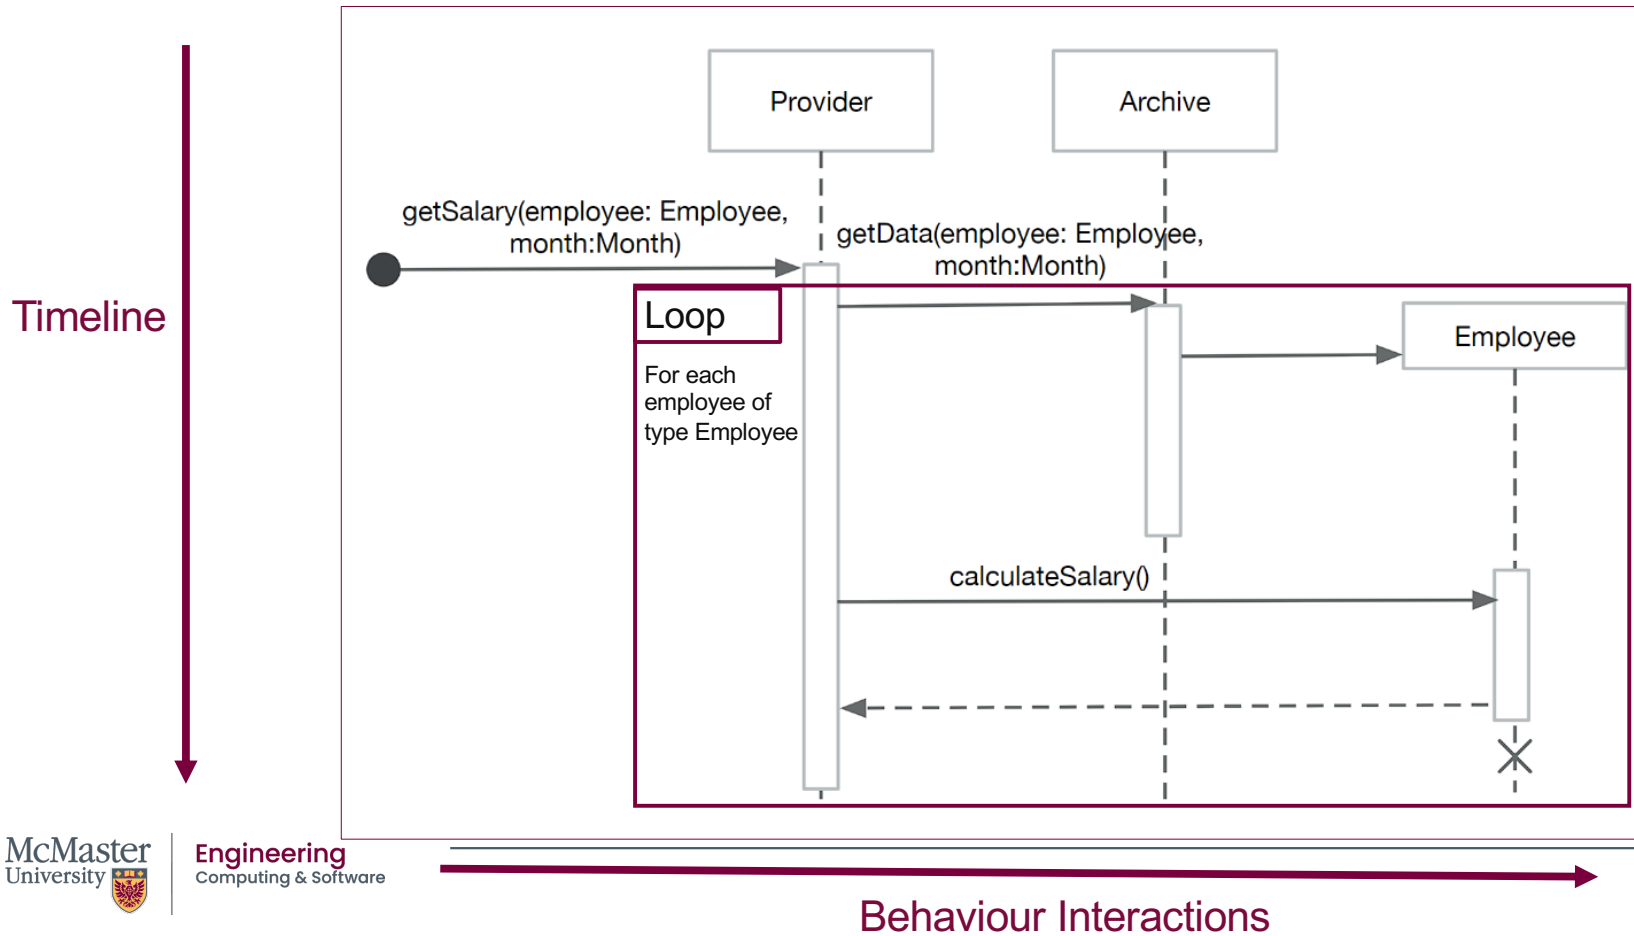 Provider
Archive
getSalary(employee: Employee,
month:Month)
getData(employee: Employee,
month:Month)
Timeline
Loop
For each
employee of
type Employee
Employee
calculateSalary()
McMaster
University
Engineering
Computing & Software
Behaviour Interactions